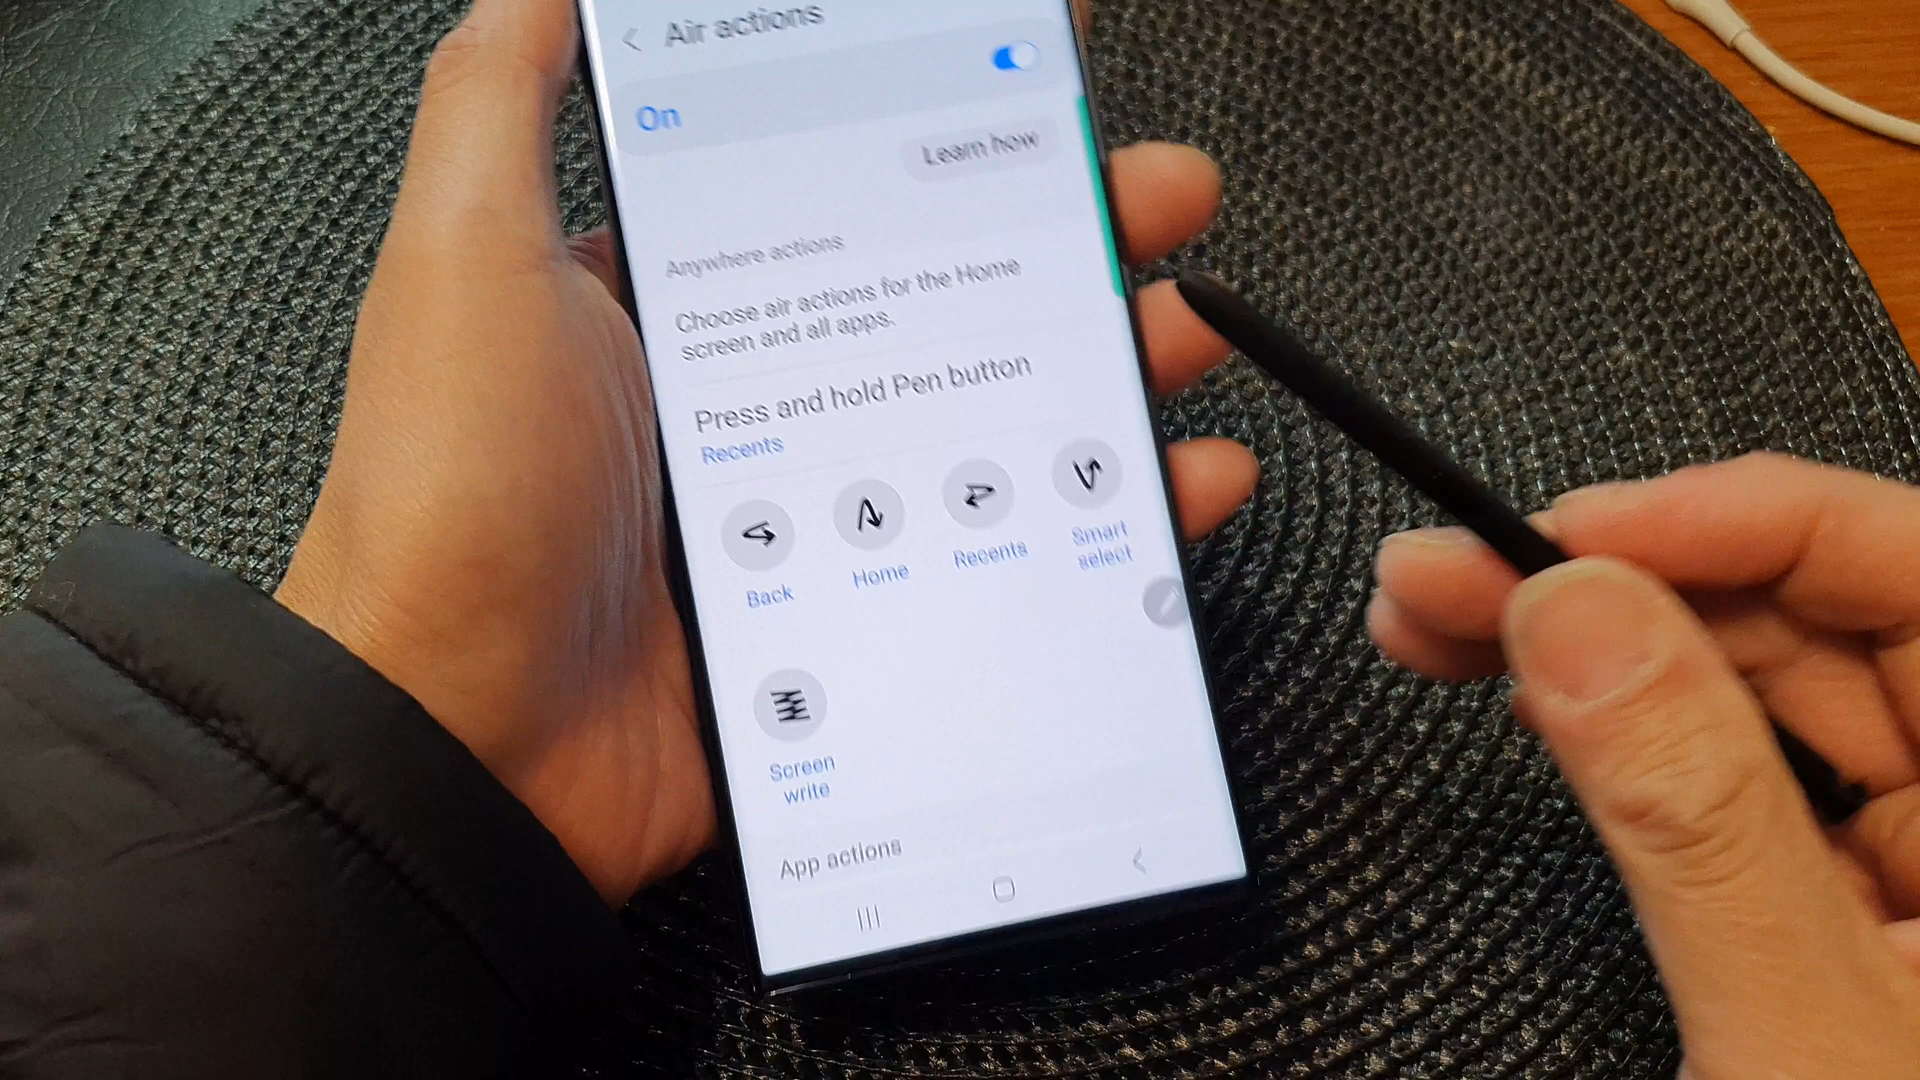 Air actions
On
Learn how
Anywhere actions
Choose air actions for the Home
screen and all apps.
Press and hold Pen button
Recents
Back
Home
Recents
Smart
select
Screen
write
App actions